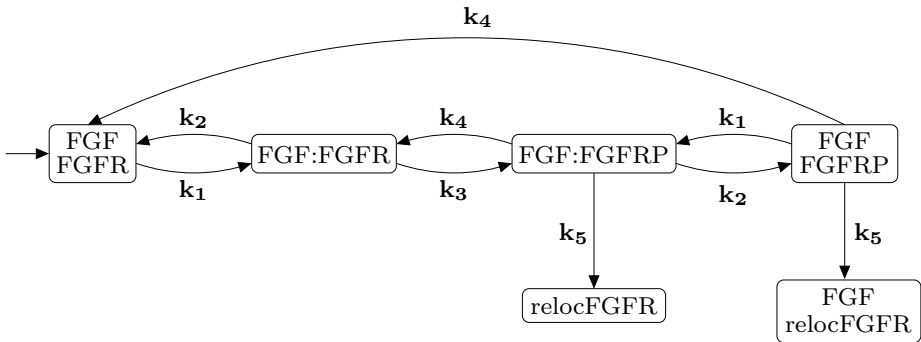 k4
FGF
FGFR
k2
k1
FGF:FGFR
k4
k3
FGF:FGFRP
k1
k2
FGF
FGFRP
k5
k5
relocFGFR
FGF
relocFGFR